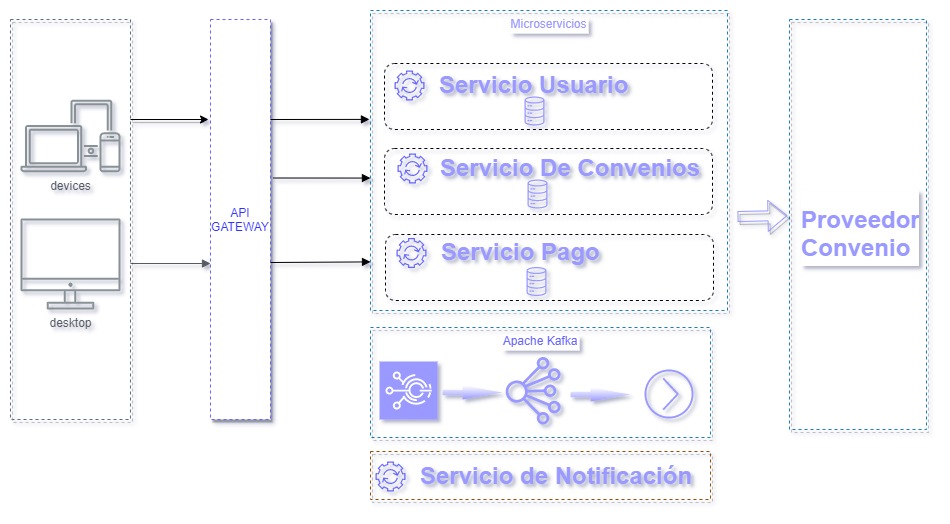 devices
desktop
API
GATEWAY
Microservicios
Servicio Usuario
Servicio De Convenios
Servicio Pago
Apache Kafka
Servicio de Notificación
Proveedor
Convenio